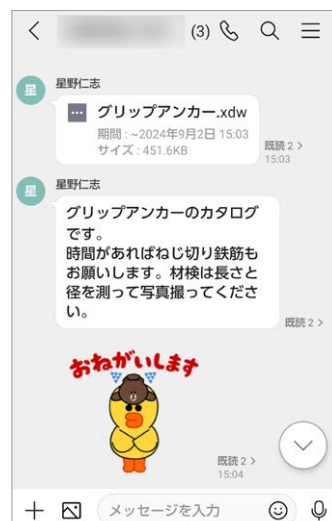 (3)
星野仁志
星
グリップアンカー.xdw
期間 : ~2024年9月2日 15:03
サイズ : 451.6KB
既読 2 >
15:03
星野仁志
星
グリップアンカーのカタログ
です。
時間があればねじ切り鉄筋も
お願いします。材検は長さと
径を測って写真撮ってくださ
い。
既読 2 >
おねがいします
既読 2 >
15:04
メッセージを入力